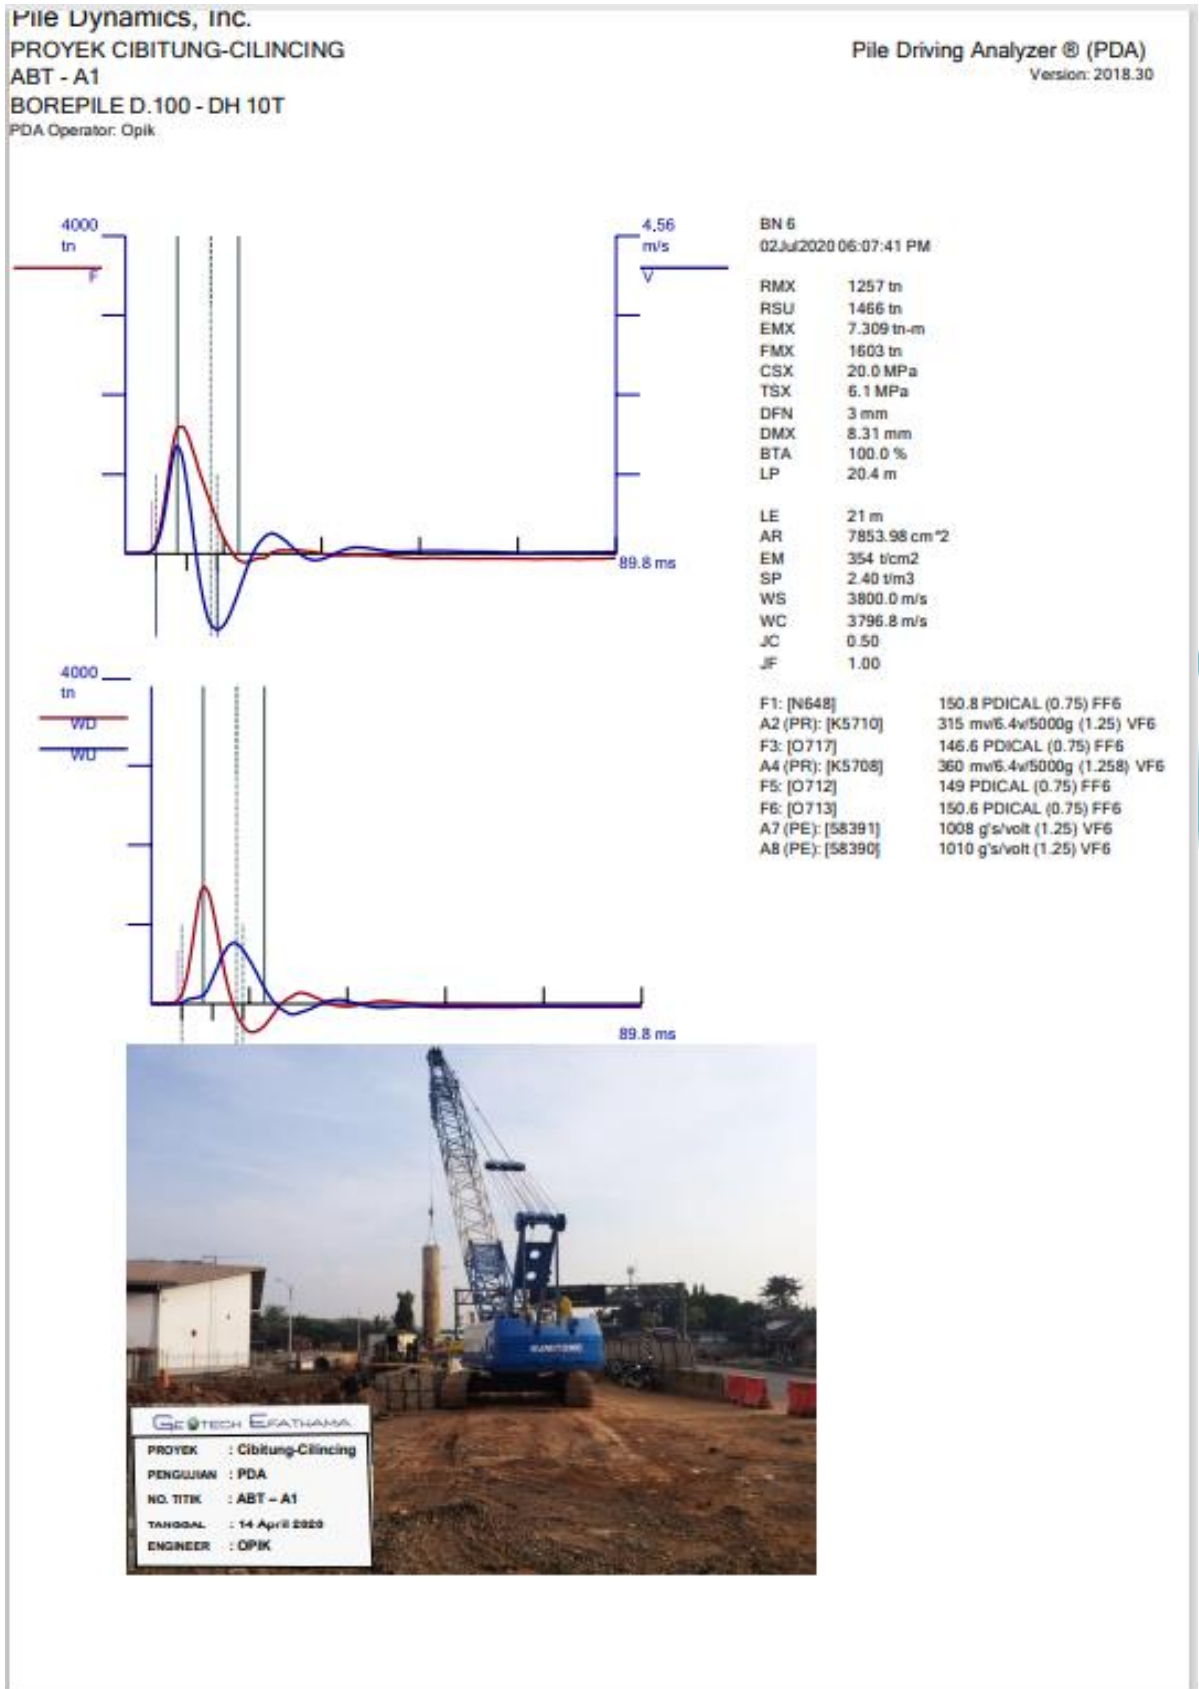 Pile Dynamics, Inc.
PROYEK CIBITUNG-CILINCING
ABT - A1
BOREPILE D.100 - DH 10T
PDA Operator: Opik
Pile Driving Analyzer ® (PDA)
Version: 2018.30
4000
tn
F
4.56
m/s
V
89.8 ms
4000
tn
WD
WU
89.8 ms
BN 6
02Jul2020 06:07:41 PM
RMX 1257 tn
RSU 1466 tn
EMX 7.309 tn-m
FMX 1603 tn
CSX 20.0 MPa
TSX 6.1 MPa
DFN 3 mm
DMX 8.31 mm
BTA 100.0 %
LP 20.4 m
LE 21 m
AR 7853.98 cm^2
EM 354 t/cm2
SP 2.40 t/m3
WS 3800.0 m/s
WC 3796.8 m/s
JC 0.50
JF 1.00
F1: [N648] 150.8 PDICAL (0.75) FF6
A2 (PR): [K5710] 315 mv/6.4v/5000g (1.25) VF6
F3: [O717] 146.6 PDICAL (0.75) FF6
A4 (PR): [K5708] 360 mv/6.4v/5000g (1.258) VF6
F5: [O712] 149 PDICAL (0.75) FF6
F6: [O713] 150.6 PDICAL (0.75) FF6
A7 (PE): [58391] 1008 g's/volt (1.25) VF6
A8 (PE): [58390] 1010 g's/volt (1.25) VF6
SUMITOMO
GEOTECH EFATHAMA
PROYEK : Cibitung-Cilincing
PENGUJIAN : PDA
NO. TITIK : ABT – A1
TANGGAL : 14 April 2020
ENGINEER : OPIK